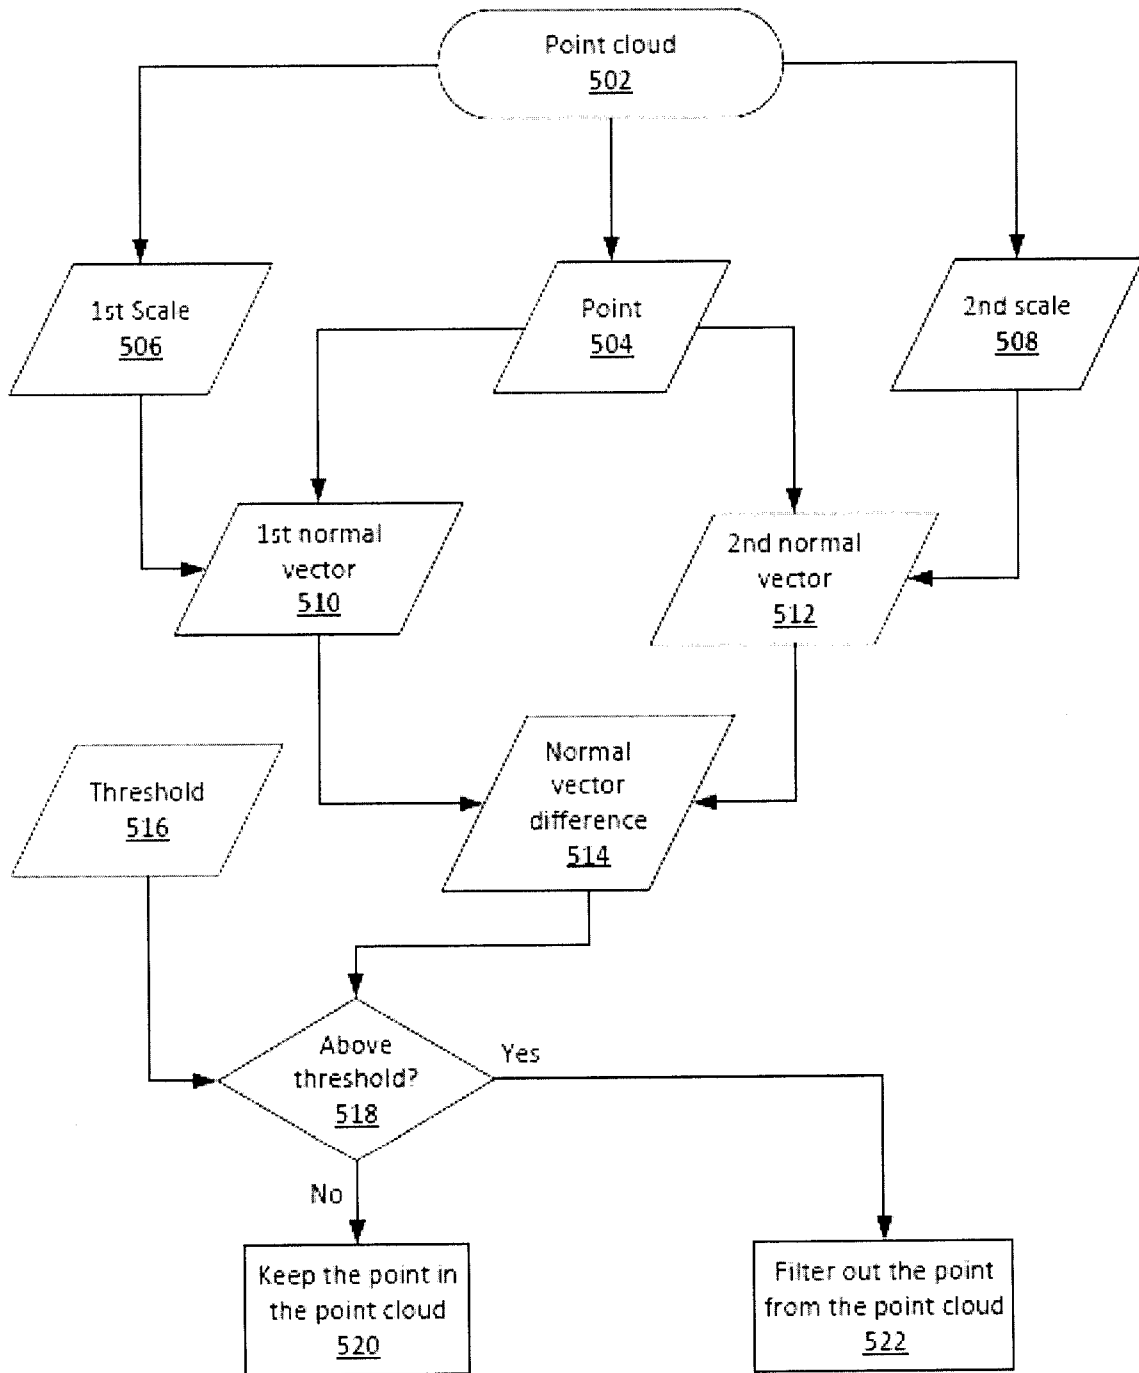 Point cloud
502
1st Scale
506
Point
504
2nd scale
508
1st normal
vector
510
2nd normal
vector
512
Normal
vector
difference
514
Threshold
516
Above
threshold?
518
Yes
No
Keep the point in
the point cloud
520
Filter out the point
from the point cloud
522